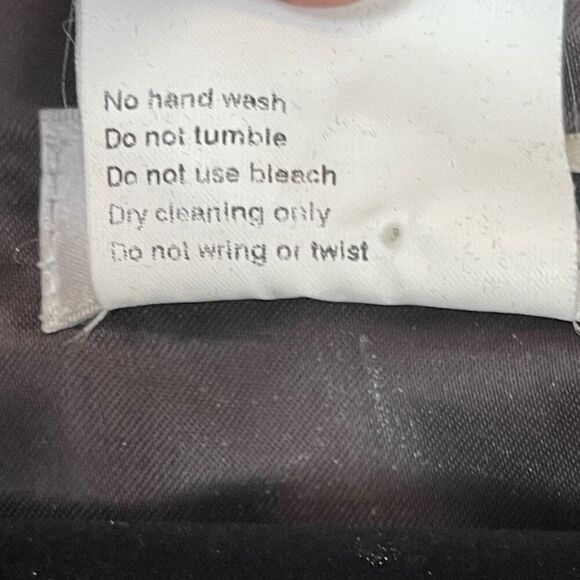 No hand wash
Do not tumble
Do not use bleach
Dry cleaning only
Do not wring or twist